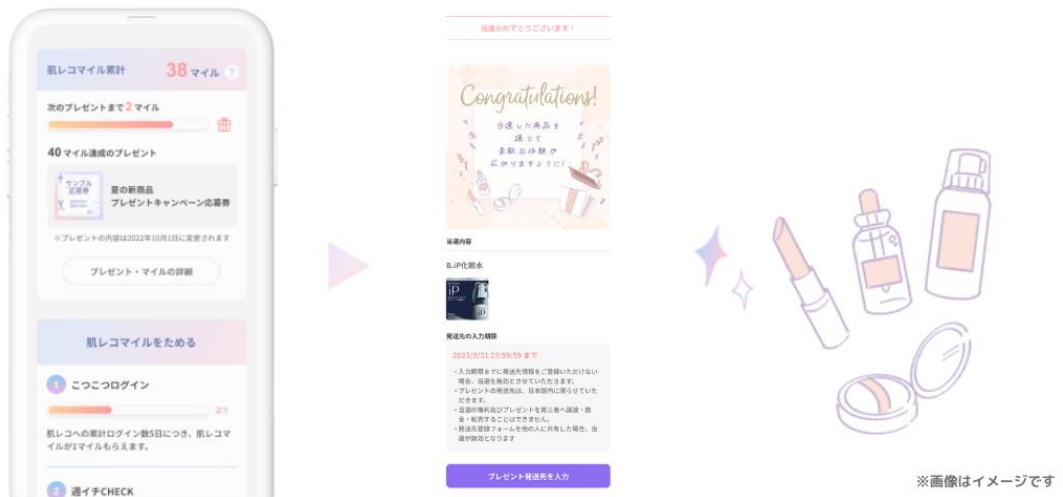 肌レコマイル累計
38 マイル ?
次のプレゼントまで2マイル
40 マイル達成のプレゼント
サンプル
応募券
夏の新商品
プレゼントキャンペーン応募券
※プレゼントの内容は2022年10月1日に変更されます
プレゼント・マイルの詳細
肌レコマイルをためる
1 こつこつログイン
2/5
肌レコへの累計ログイン数5日につき、肌レコマ
イルが1マイルもらえます。
2 週イチCHECK
当選おめでとうございます！
Congratulations!
当選した商品を
通じて
素敵な体験が
広がりますように！
当選内容
B.iP化粧水
iP
iP
発送先の入力期限
2023/3/31 23:59:59 まで
・入力期限までに発送先情報をご登録いただけない
場合、当選を無効とさせていただきます。
・プレゼントの発送先は、日本国内に限らせていた
だきます。
・当選の権利及びプレゼントを第三者へ譲渡・換
金・転売することはできません。
・発送先登録フォームを他の人に共有した場合、当
選が無効となります
プレゼント発送先を入力
※画像はイメージです